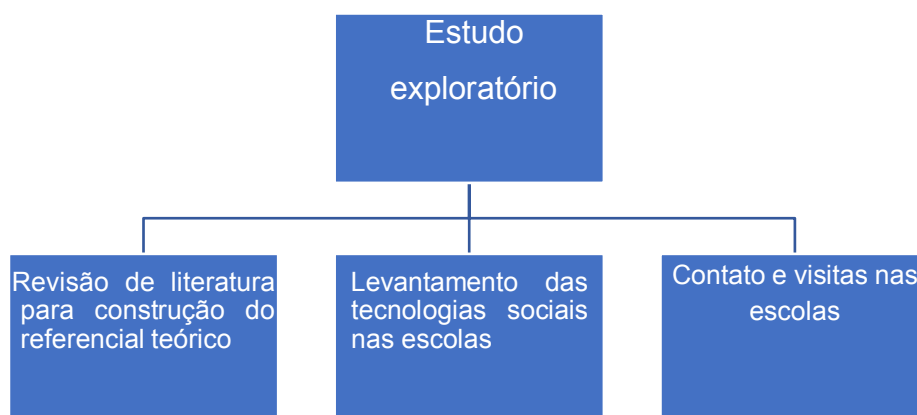 Estudo
exploratório
Revisão de literatura
para construção do
referencial teórico
Levantamento das
tecnologias sociais
nas escolas
Contato e visitas nas
escolas